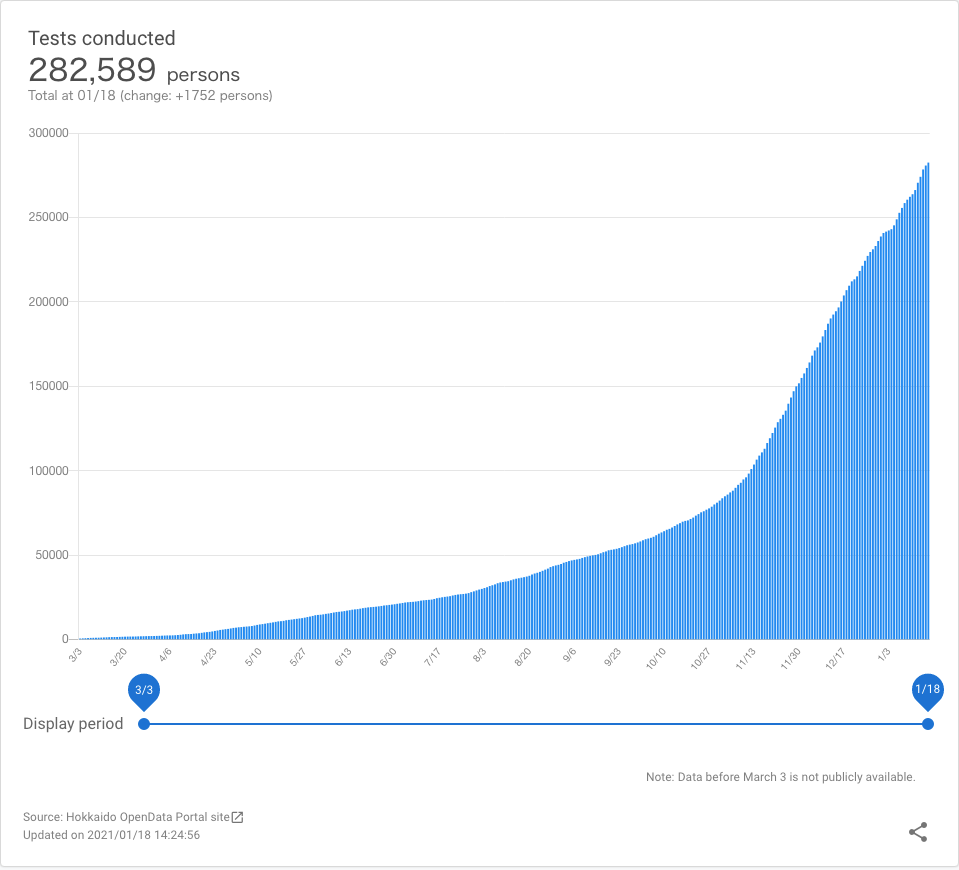 Tests conducted
282,589 persons
Total at 01/18 (change: +1752 persons)
300000
250000
200000
150000
100000
50000
0
3/3 3/20 4/6 4/23 5/10 5/27 6/13 6/30 7/17 8/3 8/20 9/6 9/23 10/10 10/27 11/13 11/30 12/17 1/3
3/3 1/18
Display period
Note: Data before March 3 is not publicly available.
Source: Hokkaido OpenData Portal site
Updated on 2021/01/18 14:24:56